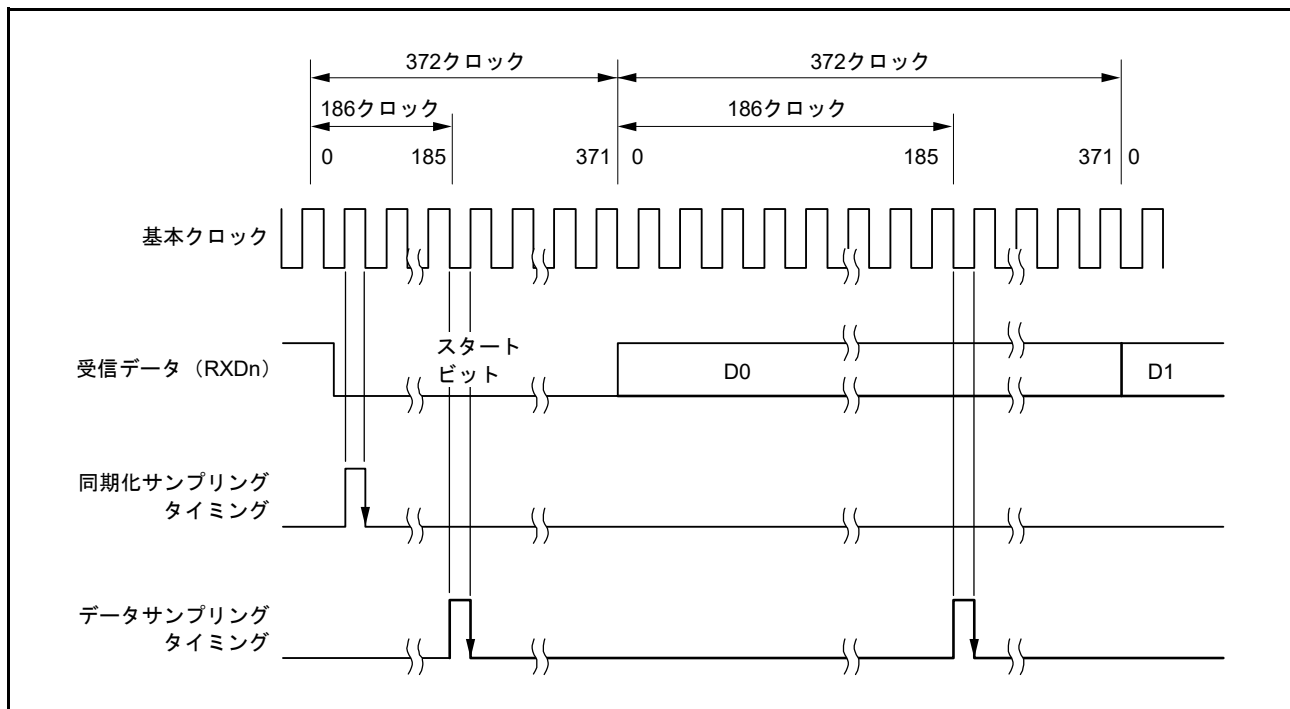 372クロック 372クロック
186クロック 186クロック
0 185 371 0 185 371 0
基本クロック
受信データ（RXDn）
スタート
ビット
D0
D1
同期化サンプリング
タイミング
データサンプリング
タイミング